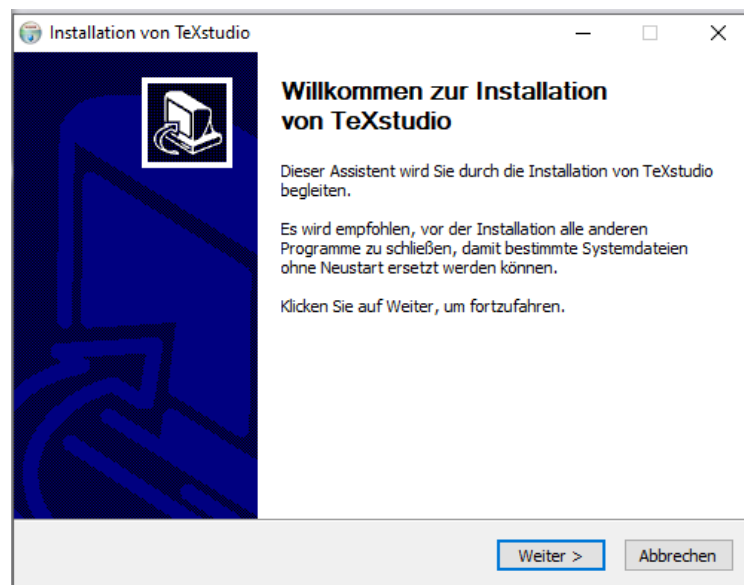 Installation von TeXstudio
Willkommen zur Installation
von TeXstudio
Dieser Assistent wird Sie durch die Installation von TeXstudio
begleiten.
Es wird empfohlen, vor der Installation alle anderen
Programme zu schließen, damit bestimmte Systemdateien
ohne Neustart ersetzt werden können.
Klicken Sie auf Weiter, um fortzufahren.
Weiter >
Abbrechen